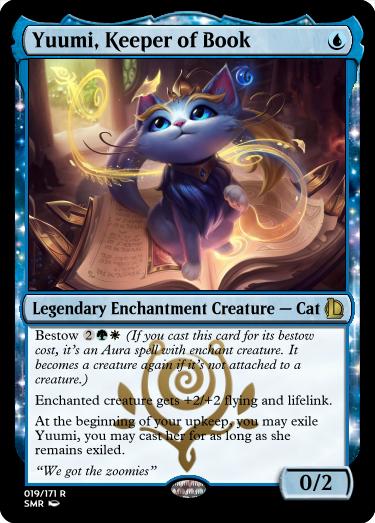 Yuumi, Keeper of Book
Legendary Enchantment Creature — Cat
Bestow 2 (If you cast this card for its bestow
cost, it's an Aura spell with enchant creature. It
becomes a creature again if it's not attached to a
creature.)
Enchanted creature gets +2/+2 flying and lifelink.
At the beginning of your upkeep, you may exile
Yuumi, you may cast her for as long as she
remains exiled.
“We got the zoomies”
0/2
019/171 R
SMR